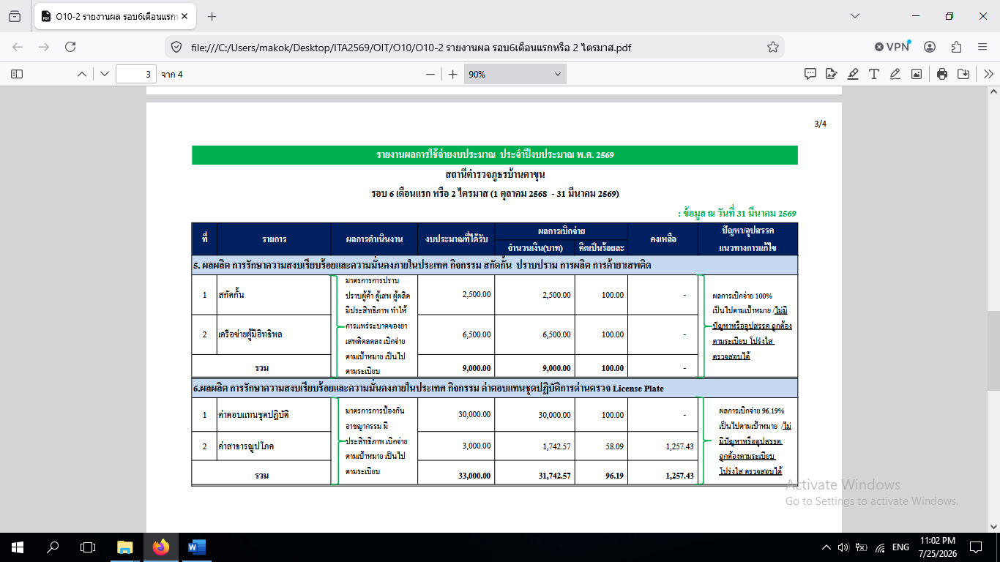 O10-2 รายงานผล รอบ6เดือนแรกห
file:///C:/Users/makok/Desktop/ITA2569/OIT/O10/O10-2 รายงานผล รอบ6เดือนแรกหรือ 2 ไตรมาส.pdf
VPN
3 จาก 4
90%
3/4
รายงานผลการใช้จ่ายงบประมาณ ประจำปีงบประมาณ พ.ศ. 2569
สถานีตำรวจภูธรบ้านตาขุน
รอบ 6 เดือนแรก หรือ 2 ไตรมาส (1 ตุลาคม 2568 - 31 มีนาคม 2569)
: ข้อมูล ณ วันที่ 31 มีนาคม 2569
ที่ รายการ ผลการดำเนินงาน งบประมาณที่ได้รับ ผลการเบิกจ่าย คงเหลือ ปัญหา/อุปสรรค
จำนวนเงิน(บาท) คิดเป็นร้อยละ แนวทางการแก้ไข
5. ผลผลิต การรักษาความสงบเรียบร้อยและความมั่นคงภายในประเทศ กิจกรรม สกัดกั้น ปราบปราม การผลิต การค้ายาเสพติด
1 สกัดกั้น
มาตรการการปราบ
ปราบผู้ค้า ผู้เสพ ผู้ผลิต
มีประสิทธิภาพ ทำให้
การแพร่ระบาดของยา
เสพติดลดลง เบิกจ่าย
ตามเป้าหมาย เป็นไป
ตามระเบียบ
2,500.00 2,500.00 100.00 -
ผลการเบิกจ่าย 100%
เป็นไปตามเป้าหมาย /ไม่มี
ปัญหาหรืออุปสรรค ถูกต้อง
ตามระเบียบ โปร่งใส
ตรวจสอบได้
2 เครือข่ายผู้มีอิทธิพล 6,500.00 6,500.00 100.00 -
รวม 9,000.00 9,000.00 100.00 -
6.ผลผลิต การรักษาความสงบเรียบร้อยและความมั่นคงภายในประเทศ กิจกรรม ค่าตอบแทนชุดปฏิบัติการด่านตรวจ License Plate
1 ค่าตอบแทนชุดปฎิบัติ
มาตรการการป้องกัน
อาชญากรรม มี
ประสิทธิภาพ เบิกจ่าย
ตามเป้าหมาย เป็นไป
ตามระเบียบ
30,000.00 30,000.00 100.00 -
ผลการเบิกจ่าย 96.19%
เป็นไปตามเป้าหมาย /ไม่
มีปัญหาหรืออุปสรรค
ถูกต้องตามระเบียบ
โปร่งใส ตรวจสอบได้
2 ค่าสาธารณูปโภค 3,000.00 1,742.57 58.09 1,257.43
รวม 33,000.00 31,742.57 96.19 1,257.43
Activate Windows
Go to Settings to activate Windows.
ENG
11:02 PM
7/25/2026